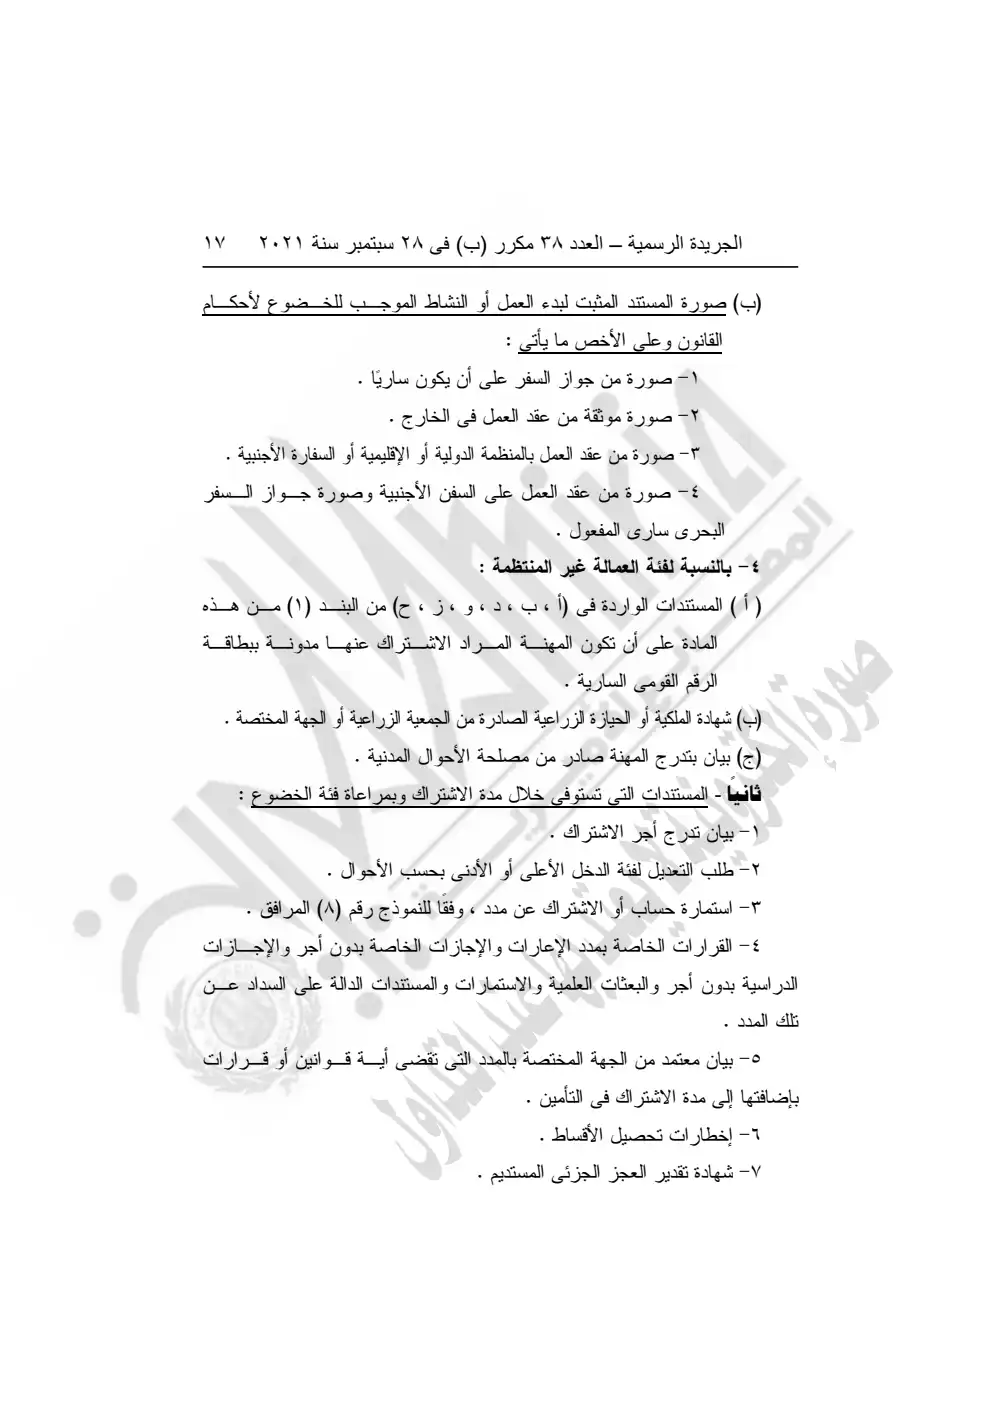 الجريدة الرسمية – العدد ٣٨ مكرر (ب) فى ٢٨ سبتمبر سنة ٢٠٢١ ١٧
(ب) صورة المستند المثبت لبدء العمل أو النشاط الموجب للخضوع لأحكام
القانون وعلى الأخص ما يأتى :
١- صورة من جواز السفر على أن يكون ساريًا .
٢- صورة موثقة من عقد العمل فى الخارج .
٣- صورة من عقد العمل بالمنظمة الدولية أو الإقليمية أو السفارة الأجنبية .
٤- صورة من عقد العمل على السفن الأجنبية وصورة جواز السفر
البحرى سارى المفعول .
٤- بالنسبة لفئة العمالة غير المنتظمة :
( أ ) المستندات الواردة فى (أ ، ب ، د ، و ، ز ، ح) من البند (١) من هذه
المادة على أن تكون المهنة المراد الاشتراك عنها مدونة ببطاقة
الرقم القومى السارية .
(ب) شهادة الملكية أو الحيازة الزراعية الصادرة من الجمعية الزراعية أو الجهة المختصة .
(ج) بيان بتدرج المهنة صادر من مصلحة الأحوال المدنية .
ثانيًا - المستندات التى تستوفى خلال مدة الاشتراك وبمراعاة فئة الخضوع :
١- بيان تدرج أجر الاشتراك .
٢- طلب التعديل لفئة الدخل الأعلى أو الأدنى بحسب الأحوال .
٣- استمارة حساب أو الاشتراك عن مدد ، وفقًا للنموذج رقم (٨) المرافق .
٤- القرارات الخاصة بمدد الإعارات والإجازات الخاصة بدون أجر والإجازات
الدراسية بدون أجر والبعثات العلمية والاستمارات والمستندات الدالة على السداد عن
تلك المدد .
٥- بيان معتمد من الجهة المختصة بالمدد التى تقضى أية قوانين أو قرارات
بإضافتها إلى مدة الاشتراك فى التأمين .
٦- إخطارات تحصيل الأقساط .
٧- شهادة تقدير العجز الجزئى المستديم .
صورة إلكترونية لا يعتد بها عند التداول